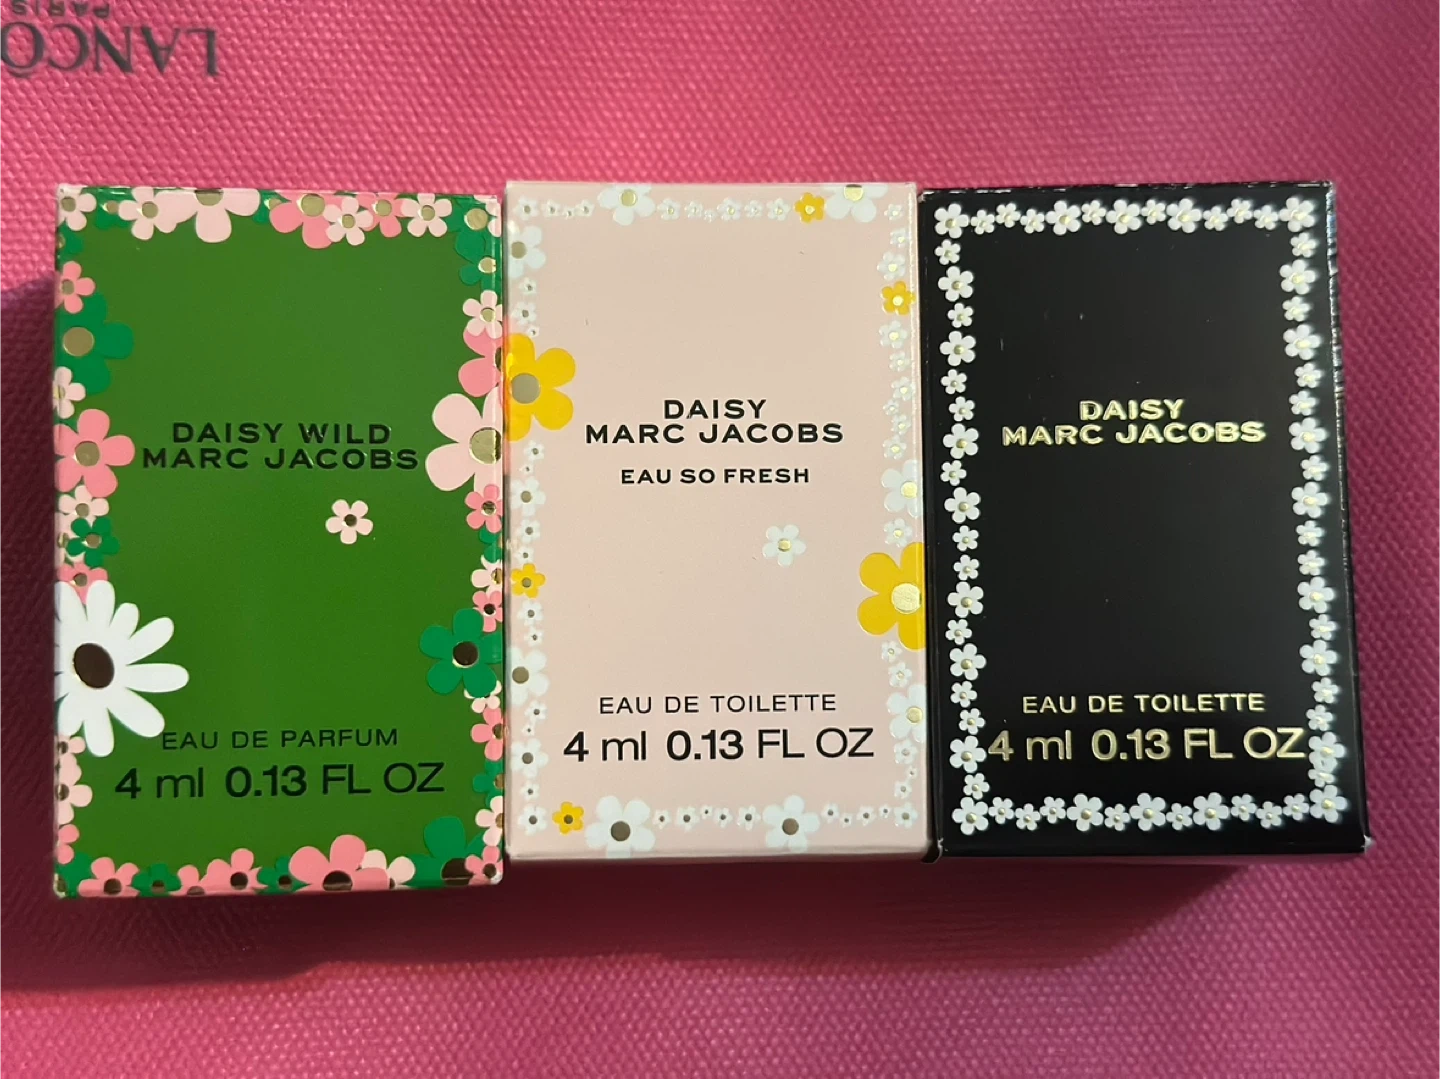 LANCÔ
PARIS
DAISY WILD
MARC JACOBS
EAU DE PARFUM
4 ml 0.13 FL OZ
DAISY
MARC JACOBS
EAU SO FRESH
EAU DE TOILETTE
4 ml 0.13 FL OZ
DAISY
MARC JACOBS
EAU DE TOILETTE
4 ml 0.13 FL OZ